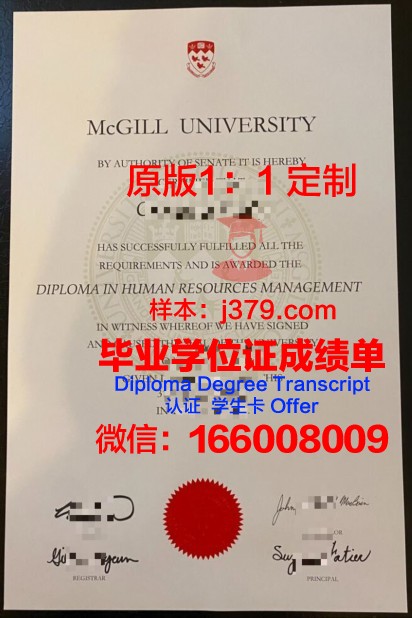 McGILL UNIVERSITY
BY AUTHORITY OF SENATE IT IS HEREBY
原版1：1 定制
HAS SUCCESSFULLY FULFILLED ALL THE
REQUIREMENTS AND IS AWARDED THE
DIPLOMA IN HUMAN RESOURCES MANAGEMENT
样本：j379.com
IN WITNESS WHEREOF WE HAVE SIGNED
毕业学位证成绩单
Diploma Degree Transcript
认证 学生卡 Offer
微信：166008009
REGISTRAR
PRINCIPAL